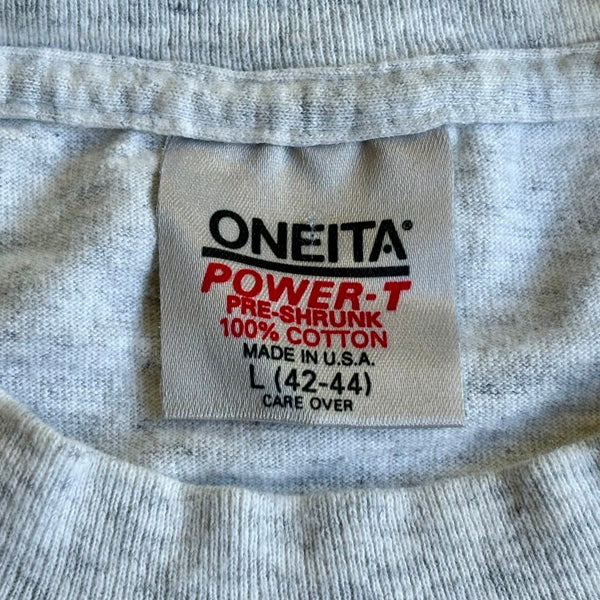 ONEITA®
POWER-T
PRE-SHRUNK
100% COTTON
MADE IN U.S.A.
L (42-44)
CARE OVER